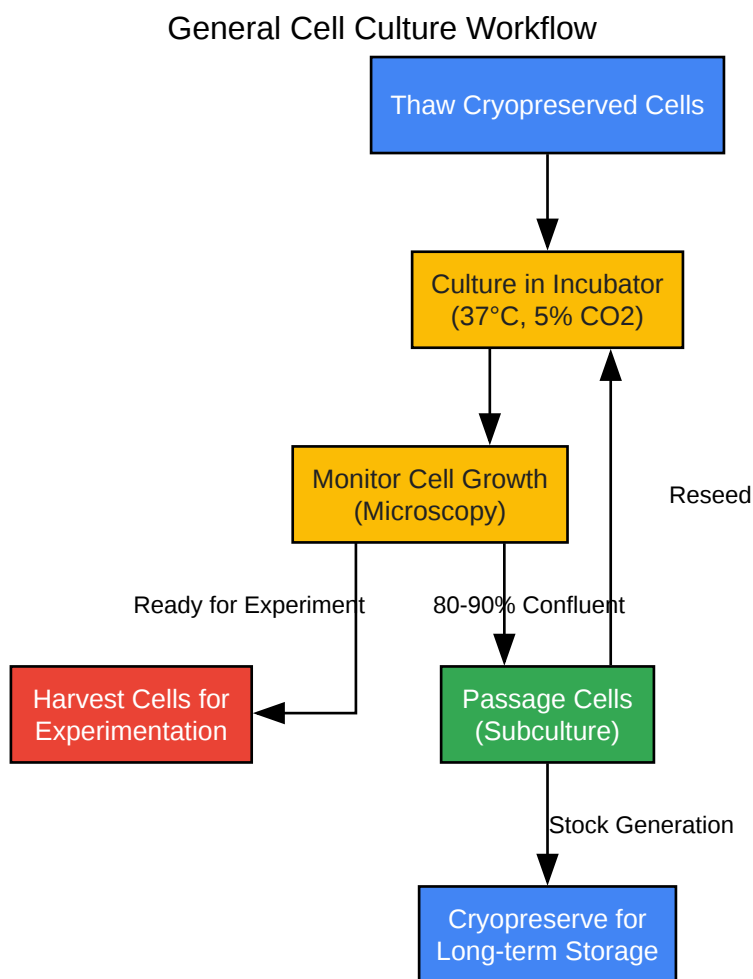 General Cell Culture Workflow
Thaw Cryopreserved Cells
Culture in Incubator
(37°C, 5% CO2)
Monitor Cell Growth
(Microscopy)
Reseed
Ready for Experiment
80-90% Confluent
Harvest Cells for
Experimentation
Passage Cells
(Subculture)
Stock Generation
Cryopreserve for
Long-term Storage